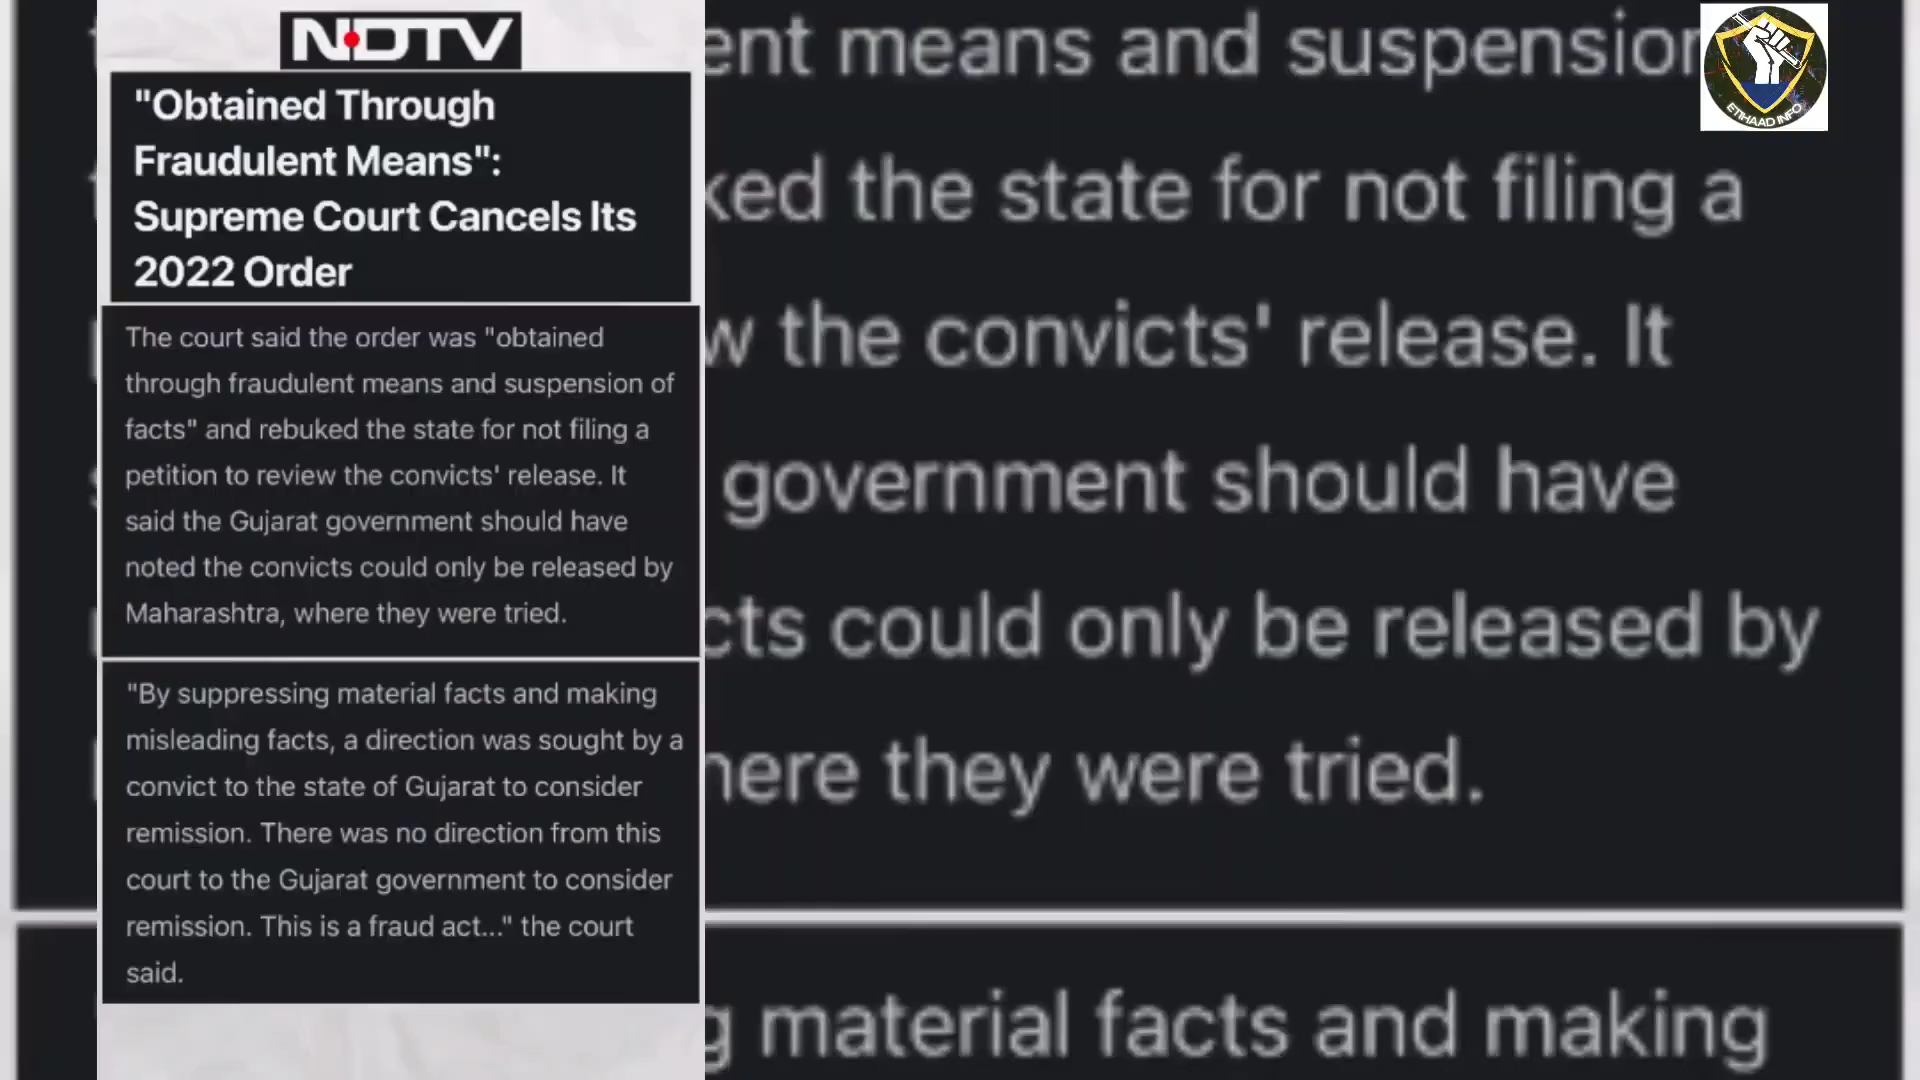 NDTV
"Obtained Through
Fraudulent Means":
Supreme Court Cancels Its
2022 Order
The court said the order was "obtained
through fraudulent means and suspension of
facts" and rebuked the state for not filing a
petition to review the convicts' release. It
said the Gujarat government should have
noted the convicts could only be released by
Maharashtra, where they were tried.
"By suppressing material facts and making
misleading facts, a direction was sought by a
convict to the state of Gujarat to consider
remission. There was no direction from this
court to the Gujarat government to consider
remission. This is a fraud act..." the court
said.
ent means and suspension
ked the state for not filing a
w the convicts' release. It
government should have
cts could only be released by
here they were tried.
g material facts and making
ETIHAAD INFO